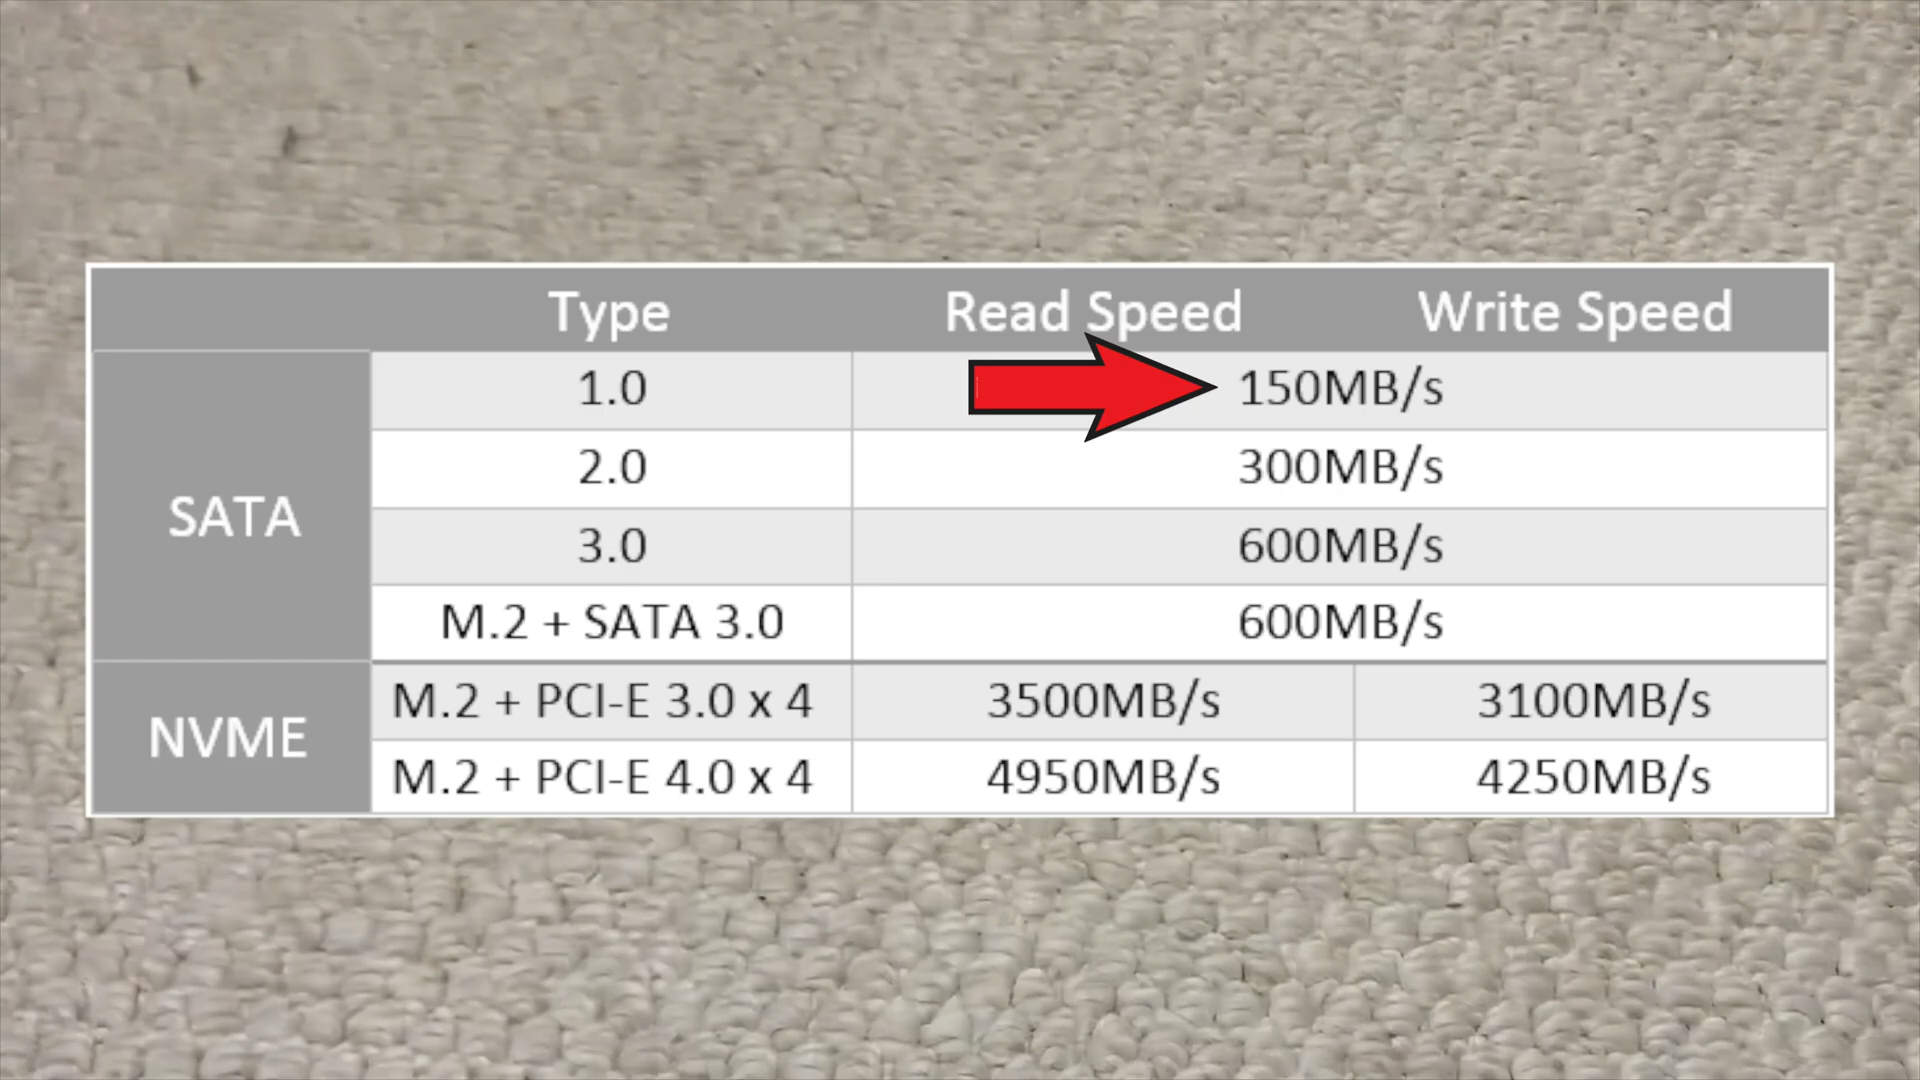 Type Read Speed Write Speed
SATA
1.0 150MB/s
2.0 300MB/s
3.0 600MB/s
M.2 + SATA 3.0 600MB/s
NVME
M.2 + PCI-E 3.0 x 4 3500MB/s 3100MB/s
M.2 + PCI-E 4.0 x 4 4950MB/s 4250MB/s